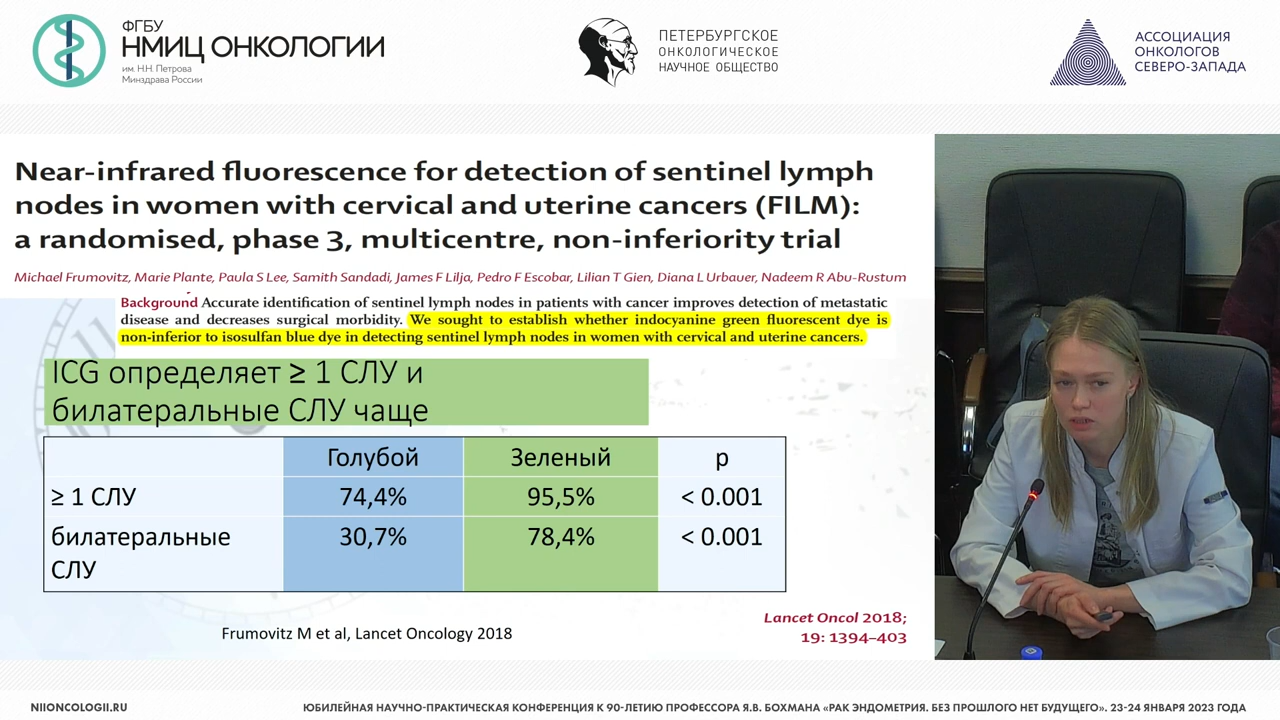 ФГБУ
НМИЦ ОНКОЛОГИИ
им. Н.Н. Петрова
Минздрава России
ПЕТЕРБУРГСКОЕ
ОНКОЛОГИЧЕСКОЕ
НАУЧНОЕ ОБЩЕСТВО
АССОЦИАЦИЯ
ОНКОЛОГОВ
СЕВЕРО-ЗАПАДА
Near-infrared fluorescence for detection of sentinel lymph
nodes in women with cervical and uterine cancers (FILM):
a randomised, phase 3, multicentre, non-inferiority trial
Michael Frumovitz, Marie Plante, Paula S Lee, Samith Sandadi, James F Lilja, Pedro F Escobar, Lilian T Gien, Diana L Urbauer, Nadeem R Abu-Rustum
Background Accurate identification of sentinel lymph nodes in patients with cancer improves detection of metastatic
disease and decreases surgical morbidity. We sought to establish whether indocyanine green fluorescent dye is
non-inferior to isosulfan blue dye in detecting sentinel lymph nodes in women with cervical and uterine cancers.
ICG определяет ≥ 1 СЛУ и
билатеральные СЛУ чаще
Голубой Зеленый p
≥ 1 СЛУ 74,4% 95,5% < 0.001
билатеральные 30,7% 78,4% < 0.001
СЛУ
Lancet Oncol 2018;
19: 1394–403
Frumovitz M et al, Lancet Oncology 2018
NIIONCOLOGII.RU
ЮБИЛЕЙНАЯ НАУЧНО-ПРАКТИЧЕСКАЯ КОНФЕРЕНЦИЯ К 90-ЛЕТИЮ ПРОФЕССОРА Я.В. БОХМАНА «РАК ЭНДОМЕТРИЯ. БЕЗ ПРОШЛОГО НЕТ БУДУЩЕГО». 23-24 ЯНВАРЯ 2023 ГОДА